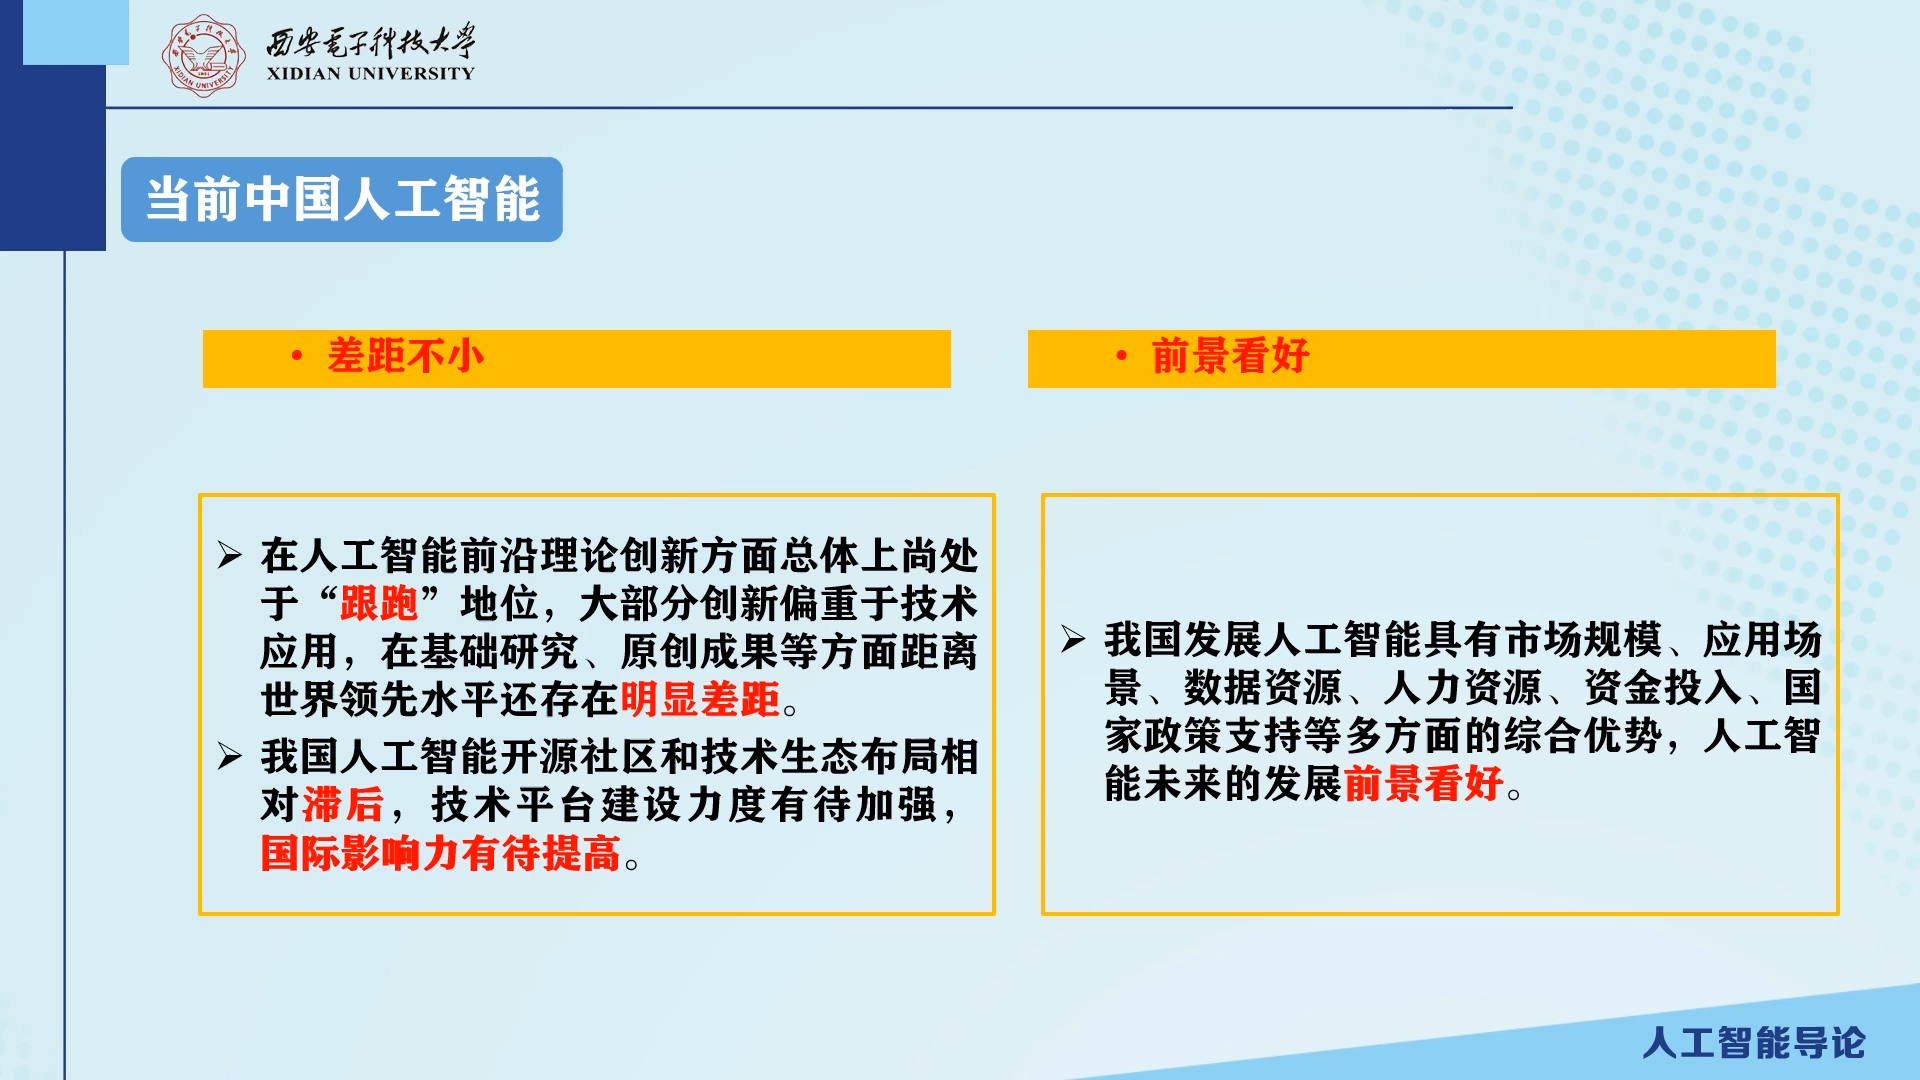 西安电子科技大学
XIDIAN UNIVERSITY
当前中国人工智能
• 差距不小
• 前景看好
➢ 在人工智能前沿理论创新方面总体上尚处
于“跟跑”地位，大部分创新偏重于技术
应用，在基础研究、原创成果等方面距离
世界领先水平还存在明显差距。
➢ 我国人工智能开源社区和技术生态布局相
对滞后，技术平台建设力度有待加强，
国际影响力有待提高。
➢ 我国发展人工智能具有市场规模、应用场
景、数据资源、人力资源、资金投入、国
家政策支持等多方面的综合优势，人工智
能未来的发展前景看好。
人工智能导论